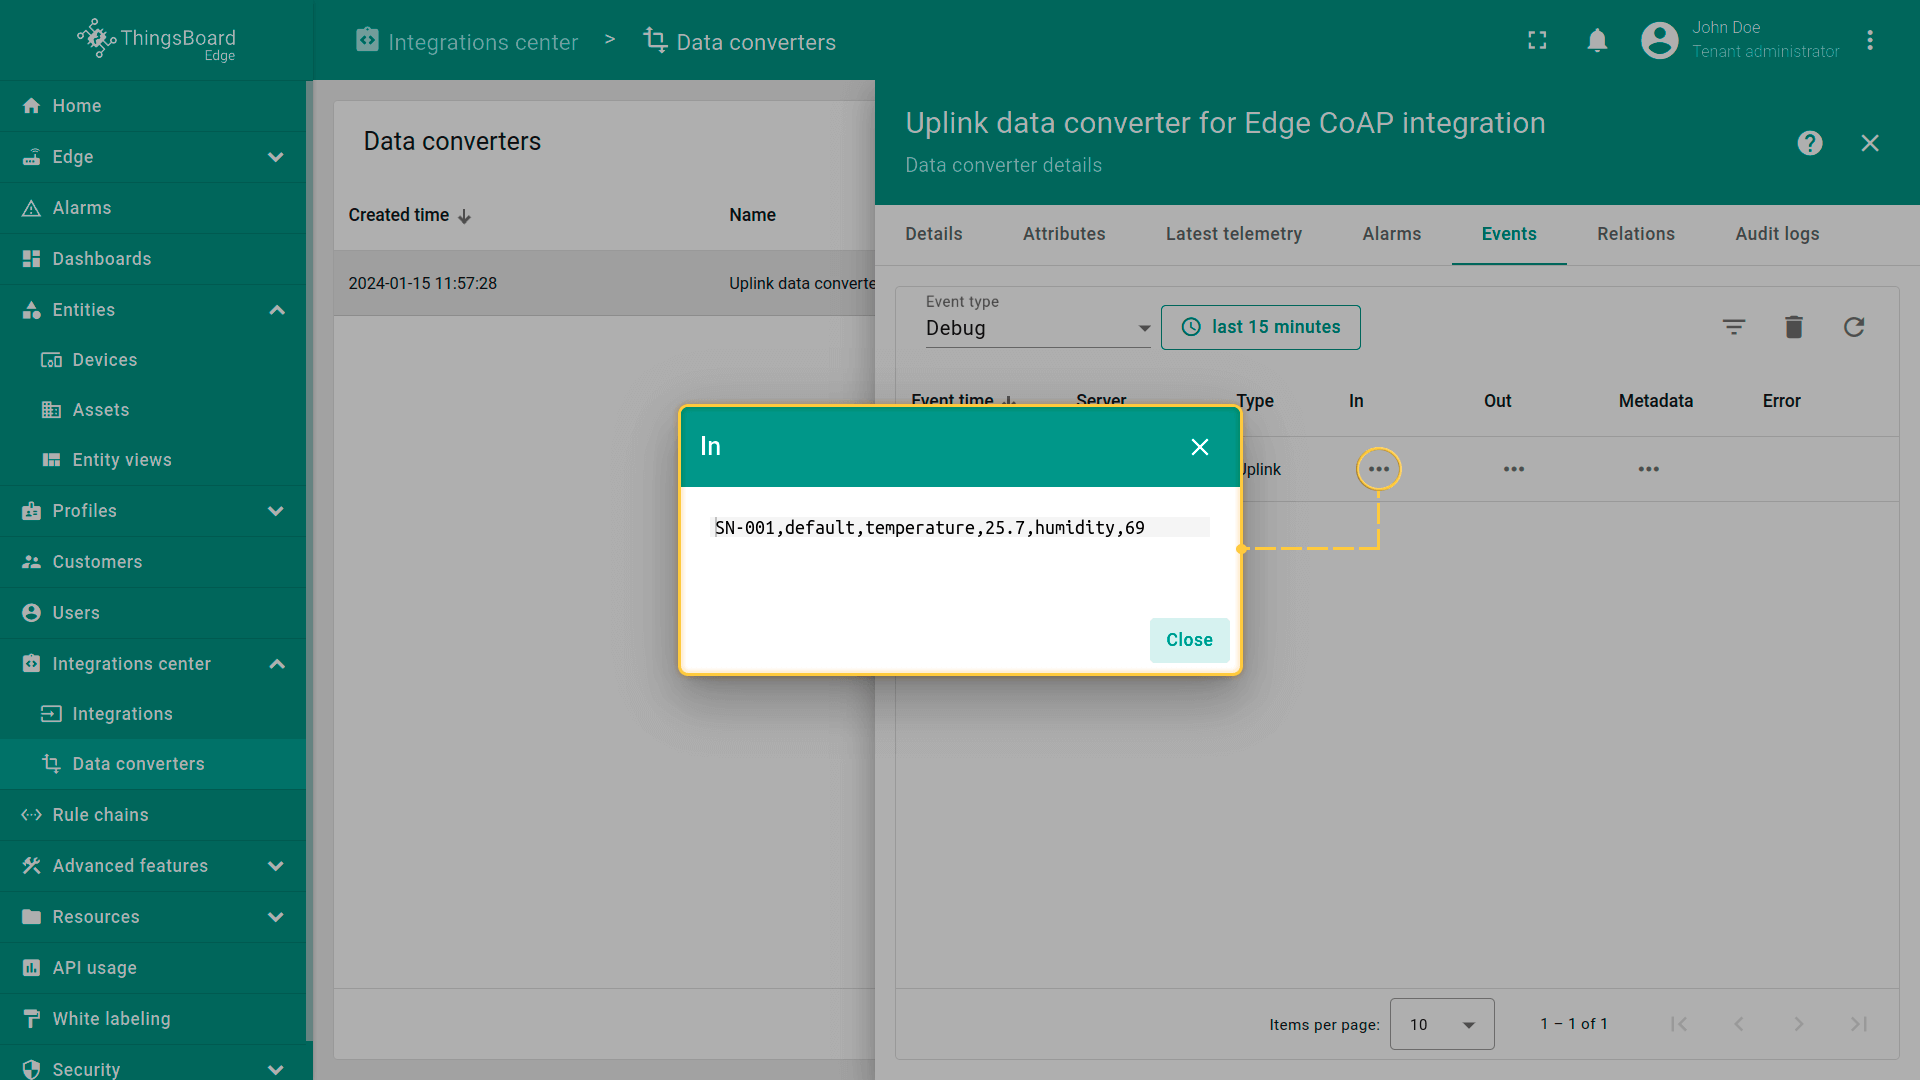 ThingsBoard
Edge
Integrations center > Data converters
John Doe
Tenant administrator
Home
Edge
Alarms
Dashboards
Entities
Devices
Assets
Entity views
Profiles
Customers
Users
Integrations center
Integrations
Data converters
Rule chains
Advanced features
Resources
API usage
White labeling
Security
Data converters
Created time Name
2024-01-15 11:57:28 Uplink data converte
Uplink data converter for Edge CoAP integration
Data converter details
Details Attributes Latest telemetry Alarms Events Relations Audit logs
Event type
Debug
last 15 minutes
Event time Server Type In Out Metadata Error
Uplink
In
SN-001,default,temperature,25.7,humidity,69
Close
Items per page: 10 1 – 1 of 1